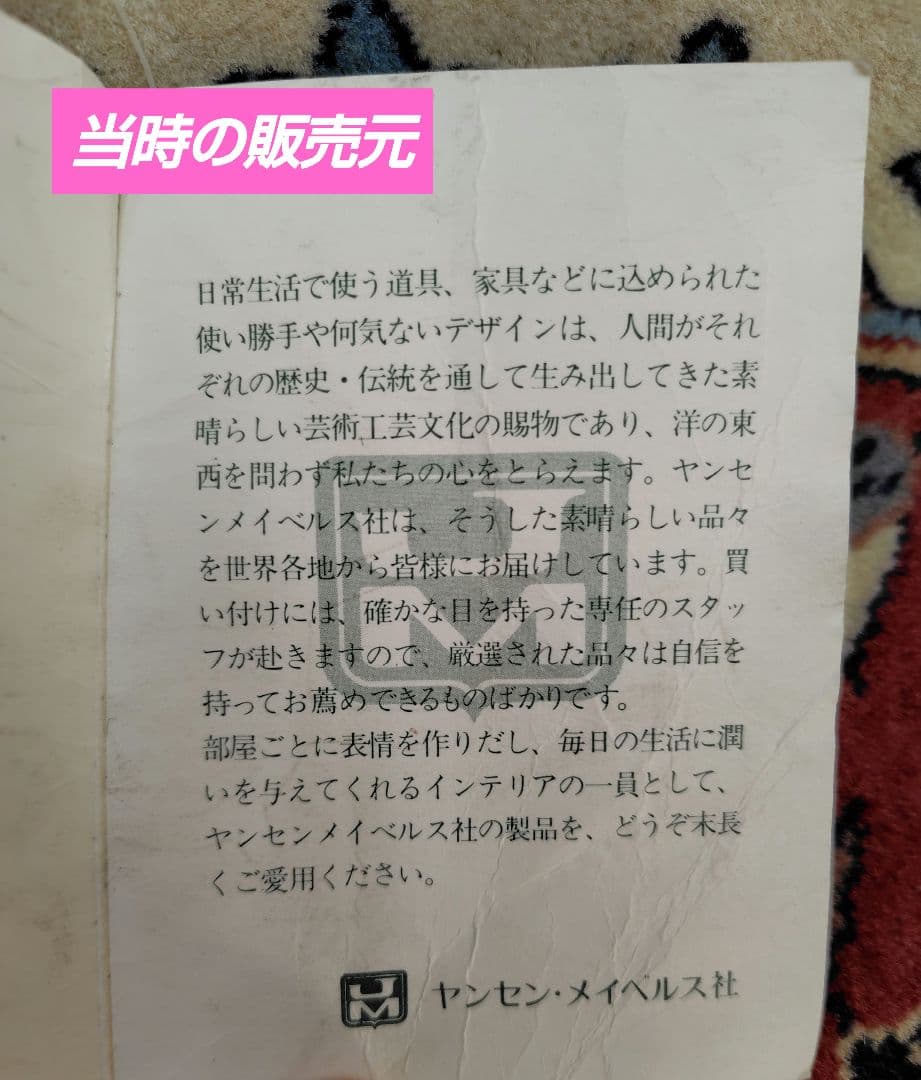 当時の販売元
日常生活で使う道具、家具などに込められた
使い勝手や何気ないデザインは、人間がそれ
ぞれの歴史・伝統を通して生み出してきた素
晴らしい芸術工芸文化の賜物であり、洋の東
西を問わず私たちの心をとらえます。ヤンセ
ンメイベルス社は、そうした素晴らしい品々
を世界各地から皆様にお届けしています。買
い付けには、確かな目を持った専任のスタッ
フが赴きますので、厳選された品々は自信を
持ってお薦めできるものばかりです。
部屋ごとに表情を作りだし、毎日の生活に潤
いを与えてくれるインテリアの一員として、
ヤンセンメイベルス社の製品を、どうぞ末長
くご愛用ください。
JM ヤンセン・メイベルス社